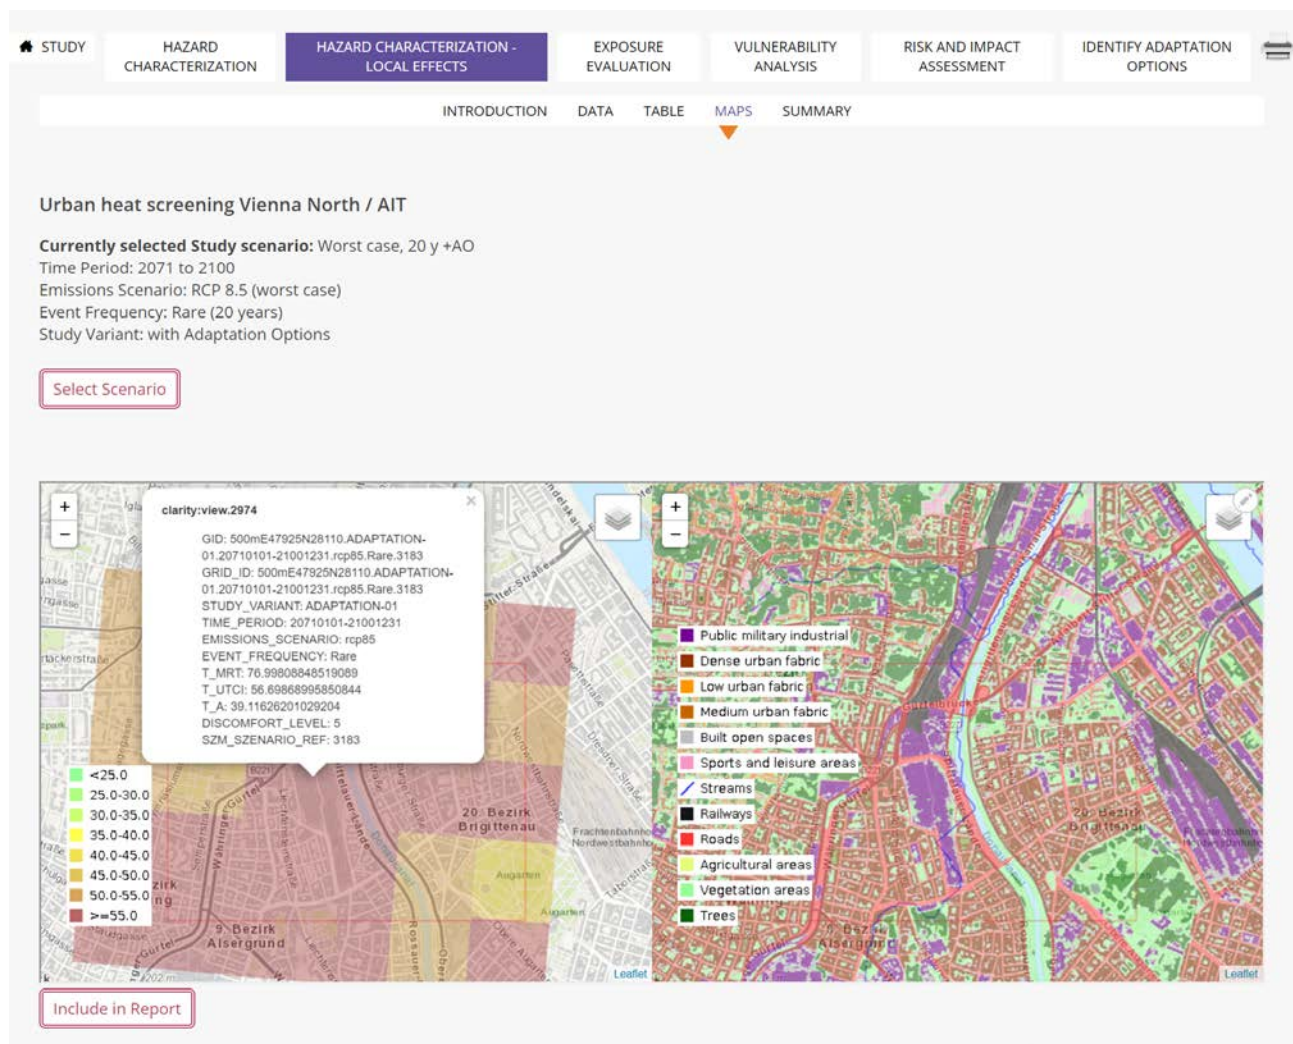 STUDY
HAZARD
CHARACTERIZATION
HAZARD CHARACTERIZATION -
LOCAL EFFECTS
EXPOSURE
EVALUATION
VULNERABILITY
ANALYSIS
RISK AND IMPACT
ASSESSMENT
IDENTIFY ADAPTATION
OPTIONS
INTRODUCTION DATA TABLE MAPS SUMMARY
Urban heat screening Vienna North / AIT
Currently selected Study scenario: Worst case, 20 y +AO
Time Period: 2071 to 2100
Emissions Scenario: RCP 8.5 (worst case)
Event Frequency: Rare (20 years)
Study Variant: with Adaptation Options
Select Scenario
+
−
clarity:view.2974
×
GID: 500mE47925N28110.ADAPTATION-
01.20710101-21001231.rcp85.Rare.3183
GRID_ID: 500mE47925N28110.ADAPTATION-
01.20710101-21001231.rcp85.Rare.3183
STUDY_VARIANT: ADAPTATION-01
TIME_PERIOD: 20710101-21001231
EMISSIONS_SCENARIO: rcp85
EVENT_FREQUENCY: Rare
T_MRT: 76.99808848519089
T_UTCI: 56.69868995850844
T_A: 39.11626201029204
DISCOMFORT_LEVEL: 5
SZM_SZENARIO_REF: 3183
<25.0
25.0-30.0
30.0-35.0
35.0-40.0
40.0-45.0
45.0-50.0
50.0-55.0
>=55.0
B221
Währinger Gürtel
20. Bezirk
Brigittenau
Augarten
Augarten
9. Bezirk
Alsergrund
Dresdner Straße
Leaflet
+
−
Public military industrial
Dense urban fabric
Low urban fabric
Medium urban fabric
Built open spaces
Sports and leisure areas
Streams
Railways
Roads
Agricultural areas
Vegetation areas
Trees
20. Bezirk
Brigittenau
Leaflet
Include in Report